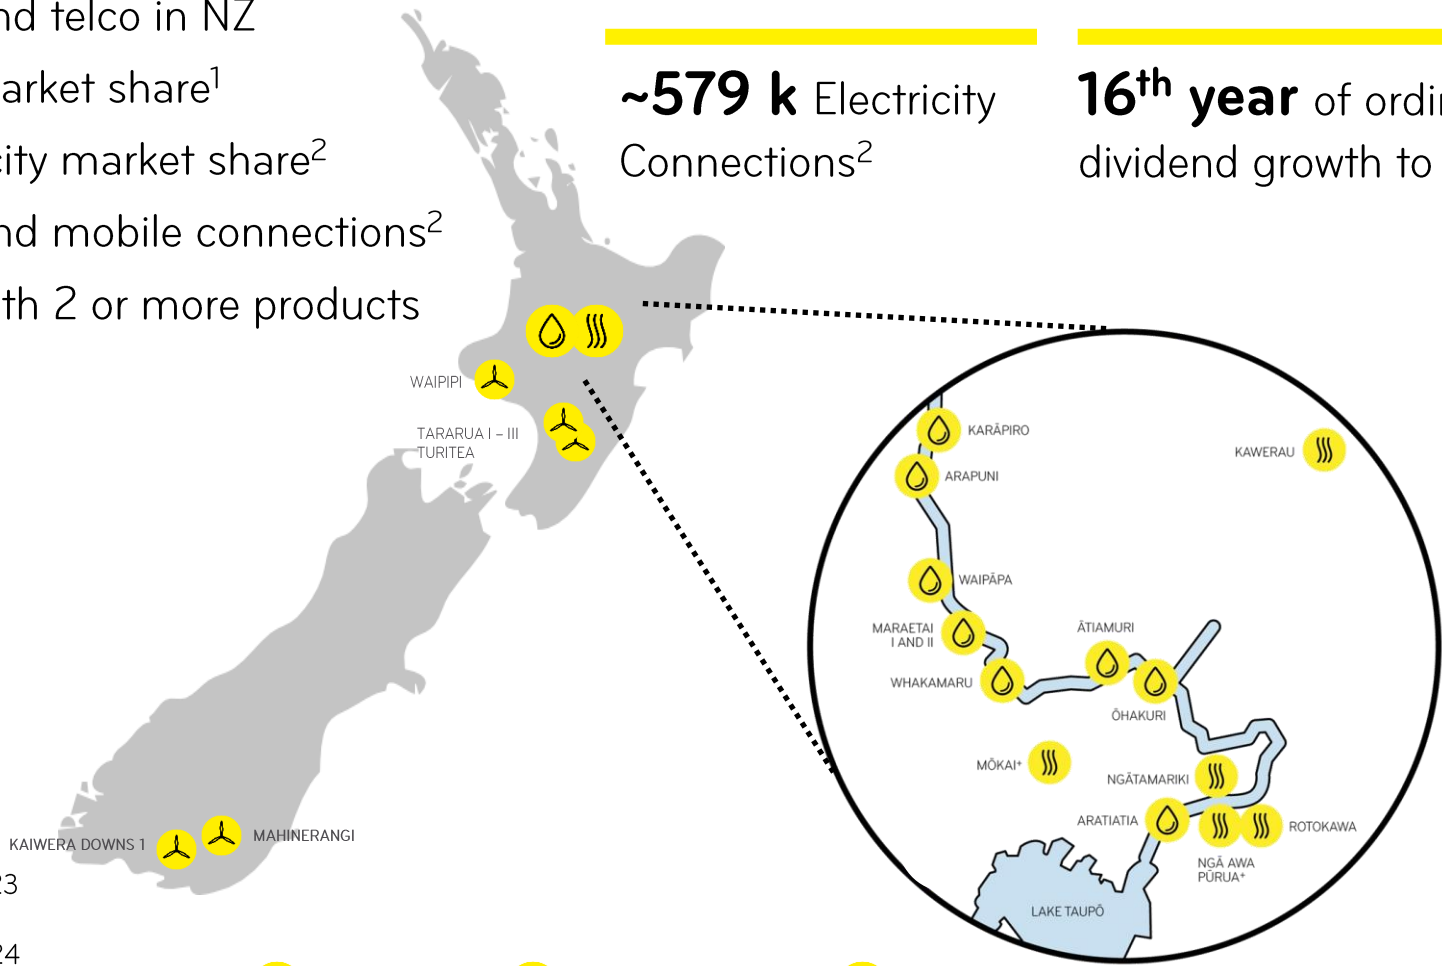 nd telco in NZ
arket share1
city market share2
nd mobile connections2
th 2 or more products
~579 k Electricity
Connections2
16th year of ordi
dividend growth to
WAIPIPI
TARARUA I – III
TURITEA
KAIWERA DOWNS 1
MAHINERANGI
23
24
KARĀPIRO
ARAPUNI
KAWERAU
WAIPĀPA
MARAETAI
I AND II
WHAKAMARU
ĀTIAMURI
ŌHAKURI
MŌKAI+
NGĀTAMARIKI
ARATIATIA
ROTOKAWA
NGĀ AWA
PŪRUA+
LAKE TAUPŌ